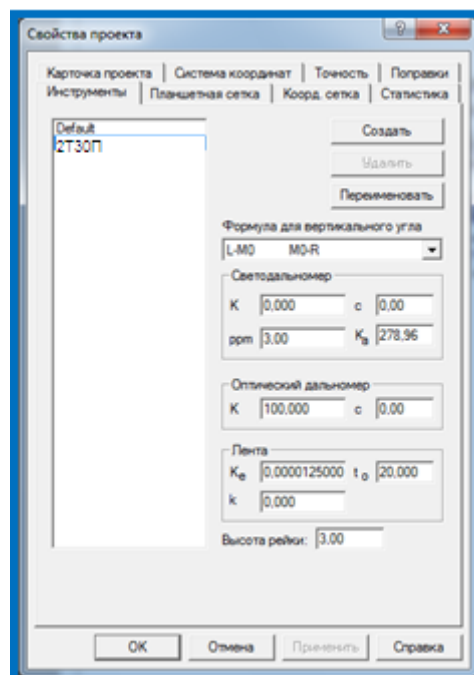 Свойства проекта
Карточка проекта Система координат Точность Поправки
Инструменты Планшетная сетка Коорд. сетка Статистика
Default
2Т30П
Создать
Удалить
Переименовать
Формула для вертикального угла
L-M0 M0-R
Светодальномер
K 0,000 c 0,00
ppm 3,00 Ka 278,96
Оптический дальномер
K 100,000 c 0,00
Лента
Ke 0,0000125000 to 20,000
k 0,000
Высота рейки: 3,00
OK Отмена Применить Справка